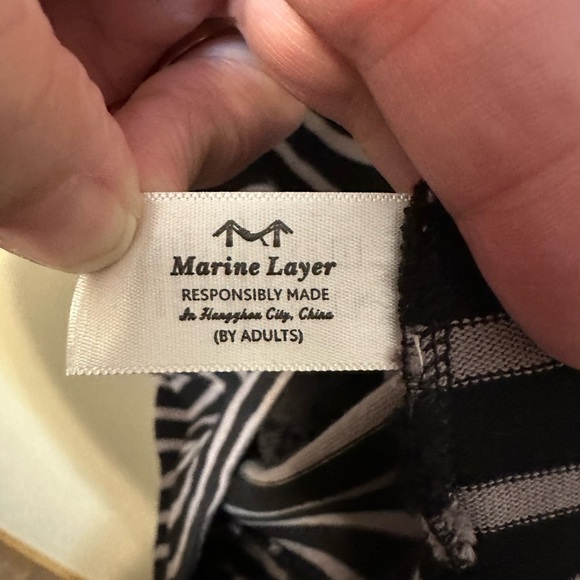 Marine Layer
RESPONSIBLY MADE
In Hangzhou City, China
(BY ADULTS)